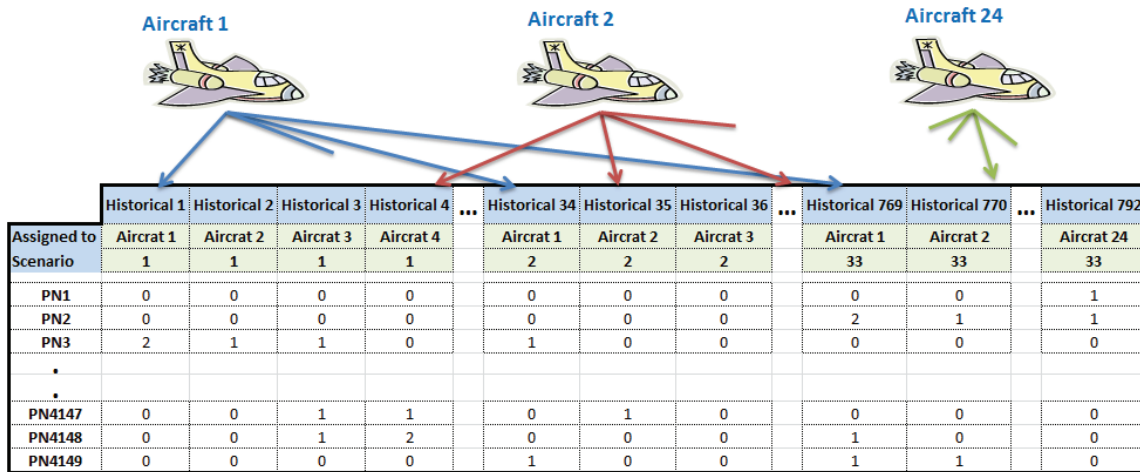 Aircraft 1 Aircraft 2 Aircraft 24
Historical 1 Historical 2 Historical 3 Historical 4 ... Historical 34 Historical 35 Historical 36 ... Historical 769 Historical 770 ... Historical 792
Assigned to Aircrat 1 Aircrat 2 Aircrat 3 Aircrat 4 Aircrat 1 Aircrat 2 Aircrat 3 Aircrat 1 Aircrat 2 Aircrat 24
Scenario 1 1 1 1 2 2 2 33 33 33
PN1 0 0 0 0 0 0 0 0 0 1
PN2 0 0 0 0 0 0 0 2 1 1
PN3 2 1 1 0 1 0 0 0 0 0
.
.
PN4147 0 0 1 1 0 1 0 0 0 0
PN4148 0 0 1 2 0 0 0 1 0 0
PN4149 0 0 0 0 1 0 0 1 1 0